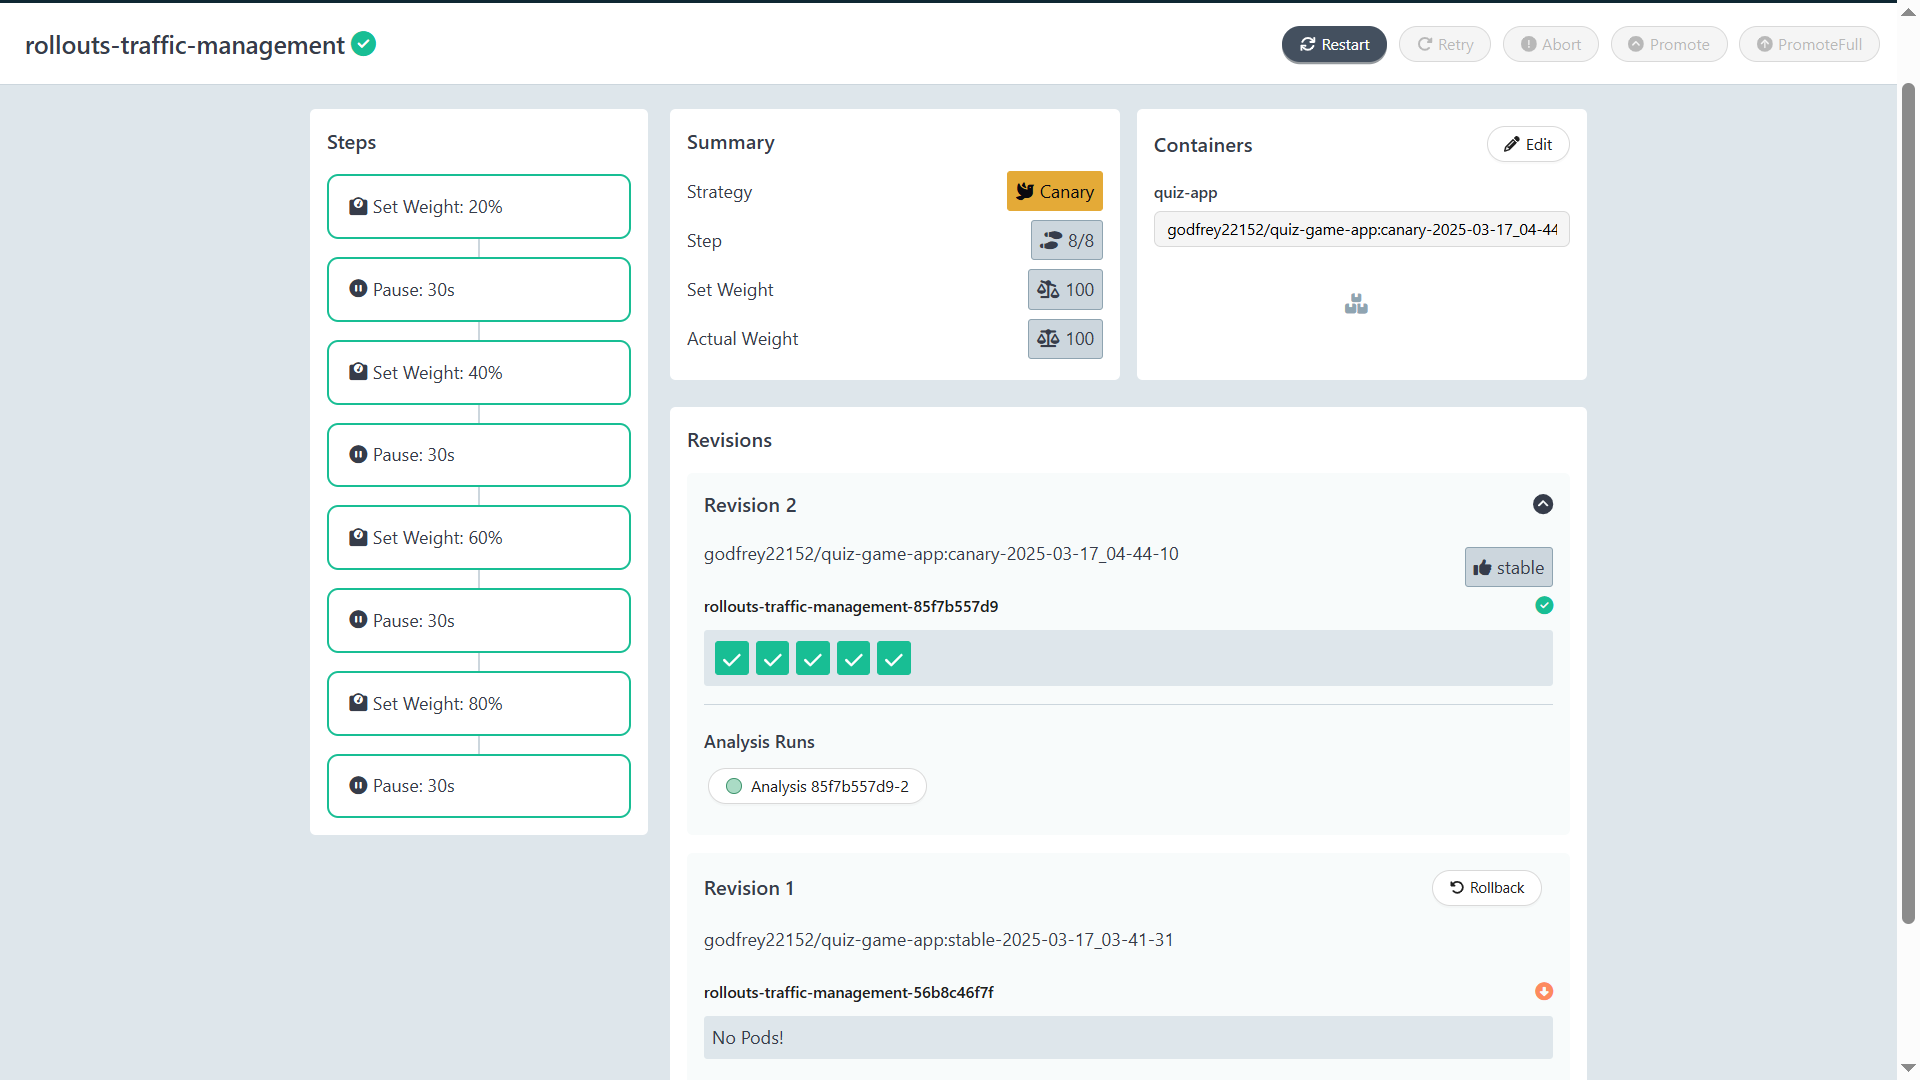 rollouts-traffic-management
Restart
Retry
Abort
Promote
PromoteFull
Steps
Set Weight: 20%
Pause: 30s
Set Weight: 40%
Pause: 30s
Set Weight: 60%
Pause: 30s
Set Weight: 80%
Pause: 30s
Summary
Strategy Canary
Step 8/8
Set Weight 100
Actual Weight 100
Containers Edit
quiz-app
godfrey22152/quiz-game-app:canary-2025-03-17_04-44
Revisions
Revision 2
godfrey22152/quiz-game-app:canary-2025-03-17_04-44-10
stable
rollouts-traffic-management-85f7b557d9
Analysis Runs
Analysis 85f7b557d9-2
Revision 1 Rollback
godfrey22152/quiz-game-app:stable-2025-03-17_03-41-31
rollouts-traffic-management-56b8c46f7f
No Pods!